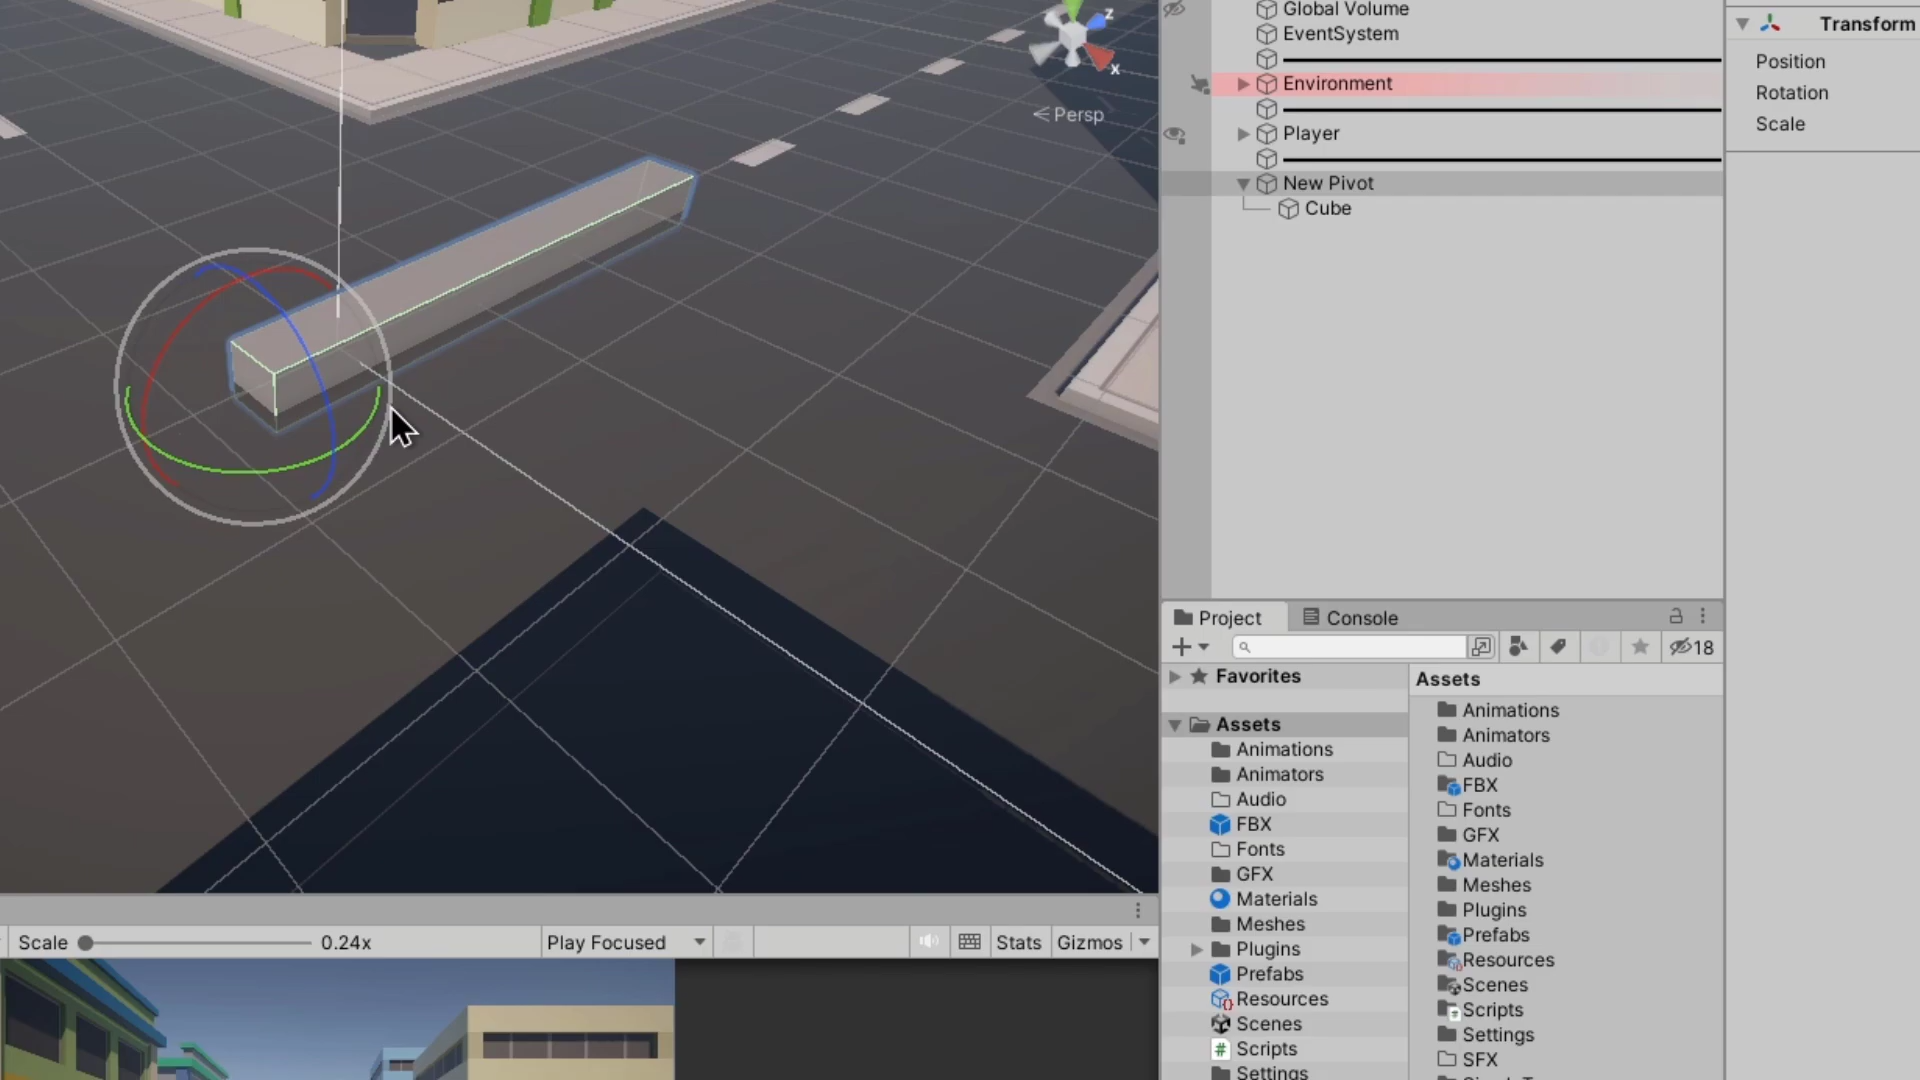 Global Volume
EventSystem
Environment
Player
New Pivot
Cube
z
x
Persp
Transform
Position
Rotation
Scale
Project
Console
18
Favorites
Assets
Animations
Animators
Audio
FBX
Fonts
GFX
Materials
Meshes
Plugins
Prefabs
Resources
Scenes
Scripts
Settings
Assets
Animations
Animators
Audio
FBX
Fonts
GFX
Materials
Meshes
Plugins
Prefabs
Resources
Scenes
Scripts
Settings
SFX
Scale 0.24x
Play Focused
Stats
Gizmos